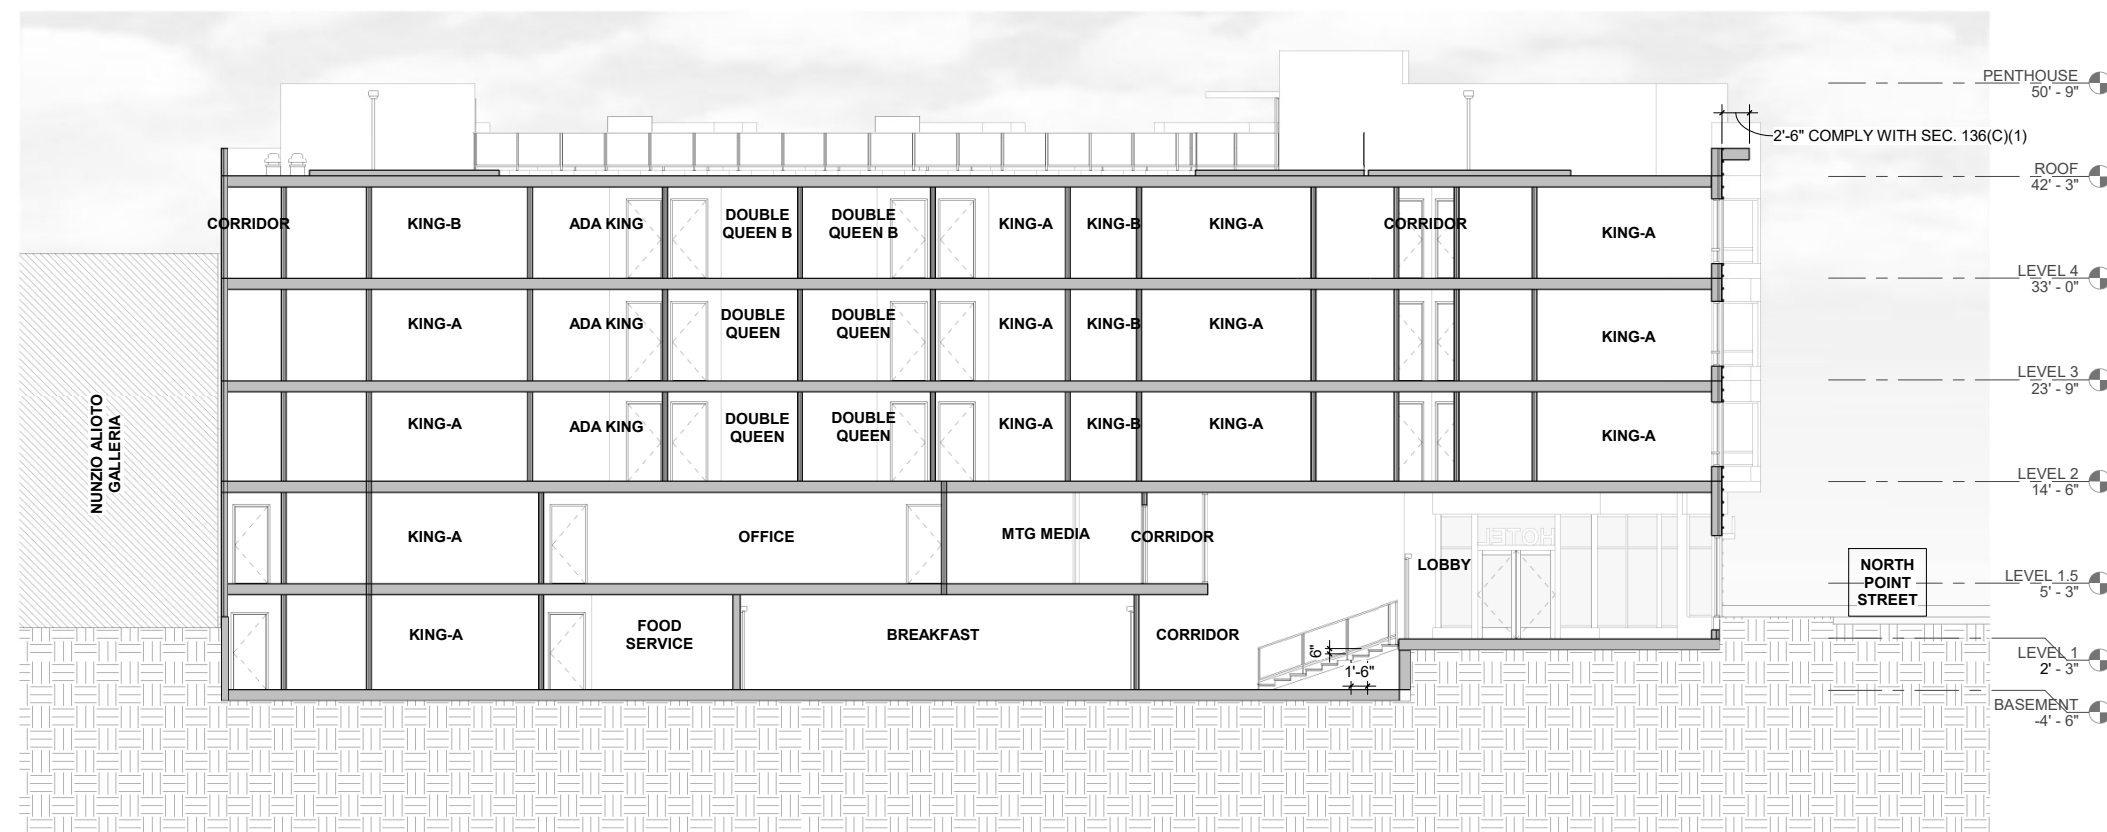 PENTHOUSE
50' - 9"
2'-6" COMPLY WITH SEC. 136(C)(1)
ROOF
42' - 3"
CORRIDOR
KING-B
ADA KING
DOUBLE
QUEEN B
DOUBLE
QUEEN B
KING-A
KING-B
KING-A
CORRIDOR
KING-A
LEVEL 4
33' - 0"
KING-A
ADA KING
DOUBLE
QUEEN
DOUBLE
QUEEN
KING-A
KING-B
KING-A
KING-A
LEVEL 3
23' - 9"
NUNZIO ALIOTO
GALLERIA
KING-A
ADA KING
DOUBLE
QUEEN
DOUBLE
QUEEN
KING-A
KING-B
KING-A
KING-A
LEVEL 2
14' - 6"
KING-A
OFFICE
MTG MEDIA
CORRIDOR
HOTEL
LOBBY
NORTH
POINT
STREET
LEVEL 1.5
5' - 3"
KING-A
FOOD
SERVICE
BREAKFAST
CORRIDOR
6"
1'-6"
LEVEL 1
2' - 3"
BASEMENT
-4' - 6"